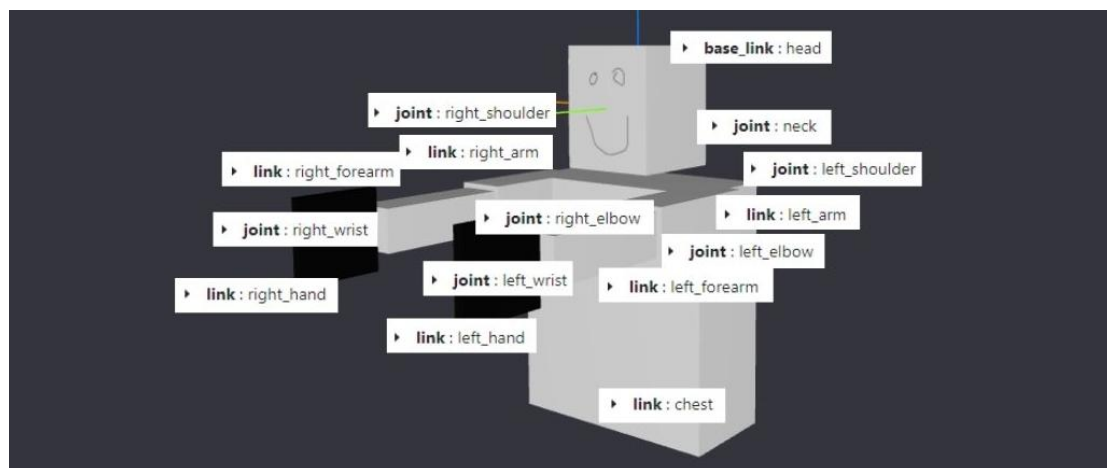 base_link : head
joint : right_shoulder
joint : neck
link : right_arm
link : right_forearm
joint : left_shoulder
joint : right_elbow
link : left_arm
joint : right_wrist
joint : left_elbow
joint : left_wrist
link : left_forearm
link : right_hand
link : left_hand
link : chest